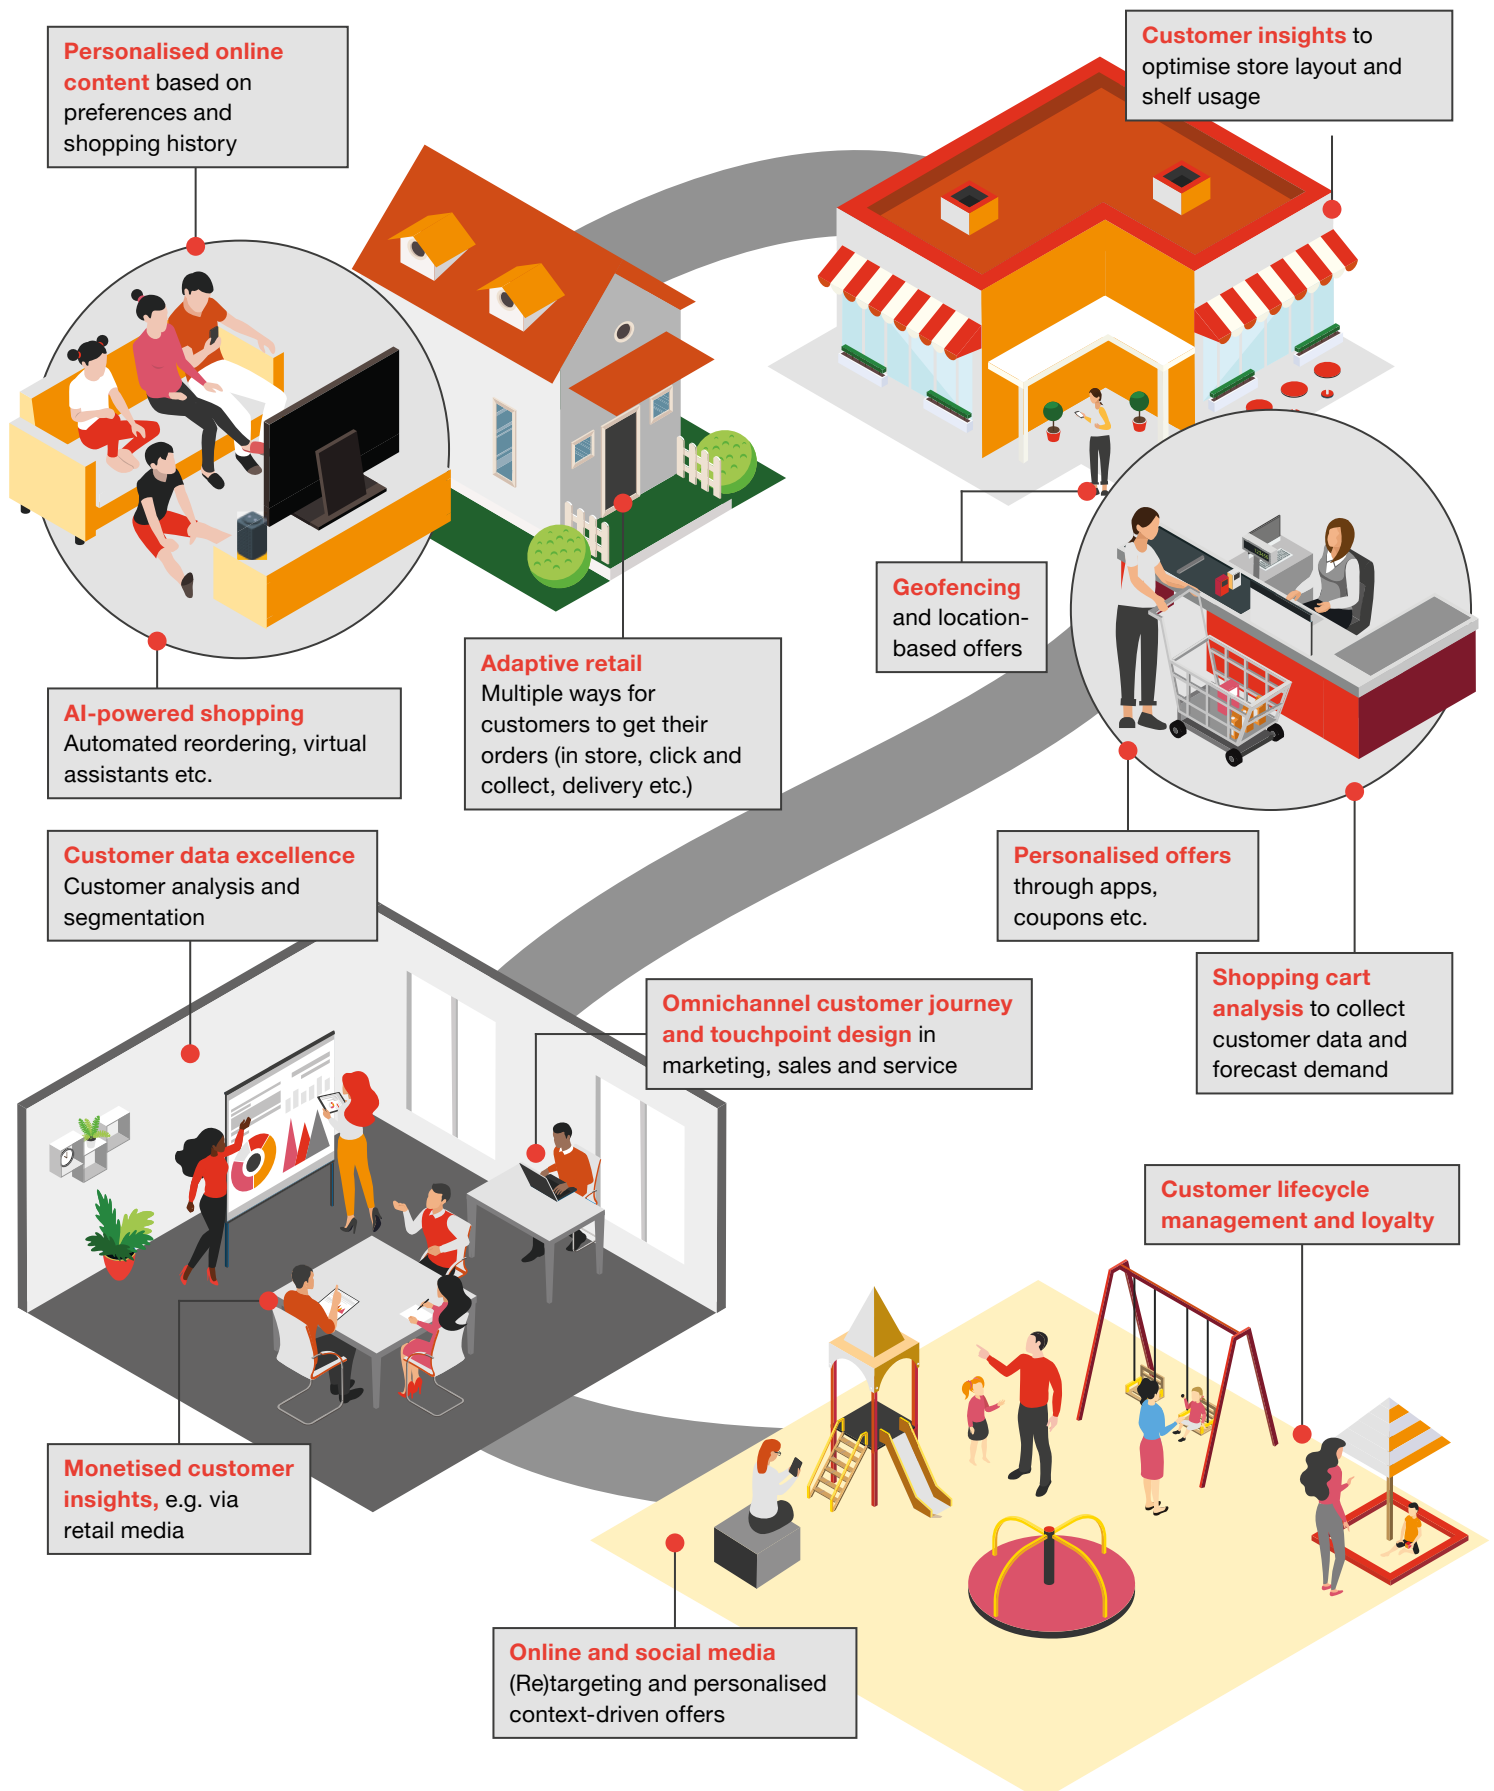 Personalised online
content based on
preferences and
shopping history
Customer insights to
optimise store layout and
shelf usage
Geofencing
and location-
based offers
Adaptive retail
Multiple ways for
customers to get their
orders (in store, click and
collect, delivery etc.)
AI-powered shopping
Automated reordering, virtual
assistants etc.
Customer data excellence
Customer analysis and
segmentation
Personalised offers
through apps,
coupons etc.
Shopping cart
analysis to collect
customer data and
forecast demand
Omnichannel customer journey
and touchpoint design in
marketing, sales and service
Customer lifecycle
management and loyalty
Monetised customer
insights, e.g. via
retail media
Online and social media
(Re)targeting and personalised
context-driven offers